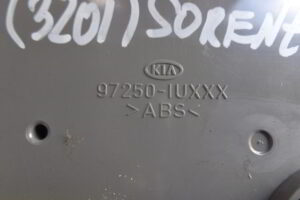 (3201) SORENT
KIA
97250-1UXXX
>ABS<